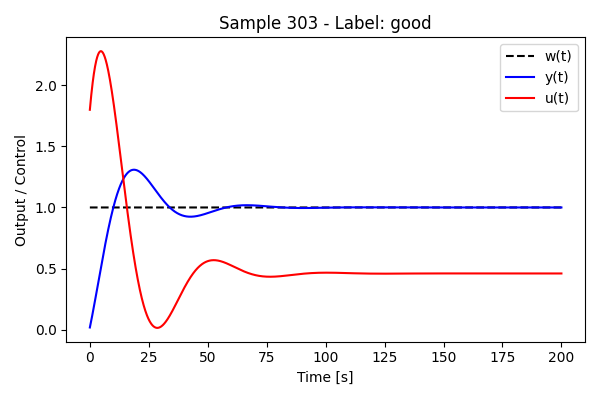 Sample 303 - Label: good
w(t)
y(t)
u(t)
Output / Control
2.0
1.5
1.0
0.5
0.0
0 25 50 75 100 125 150 175 200
Time [s]